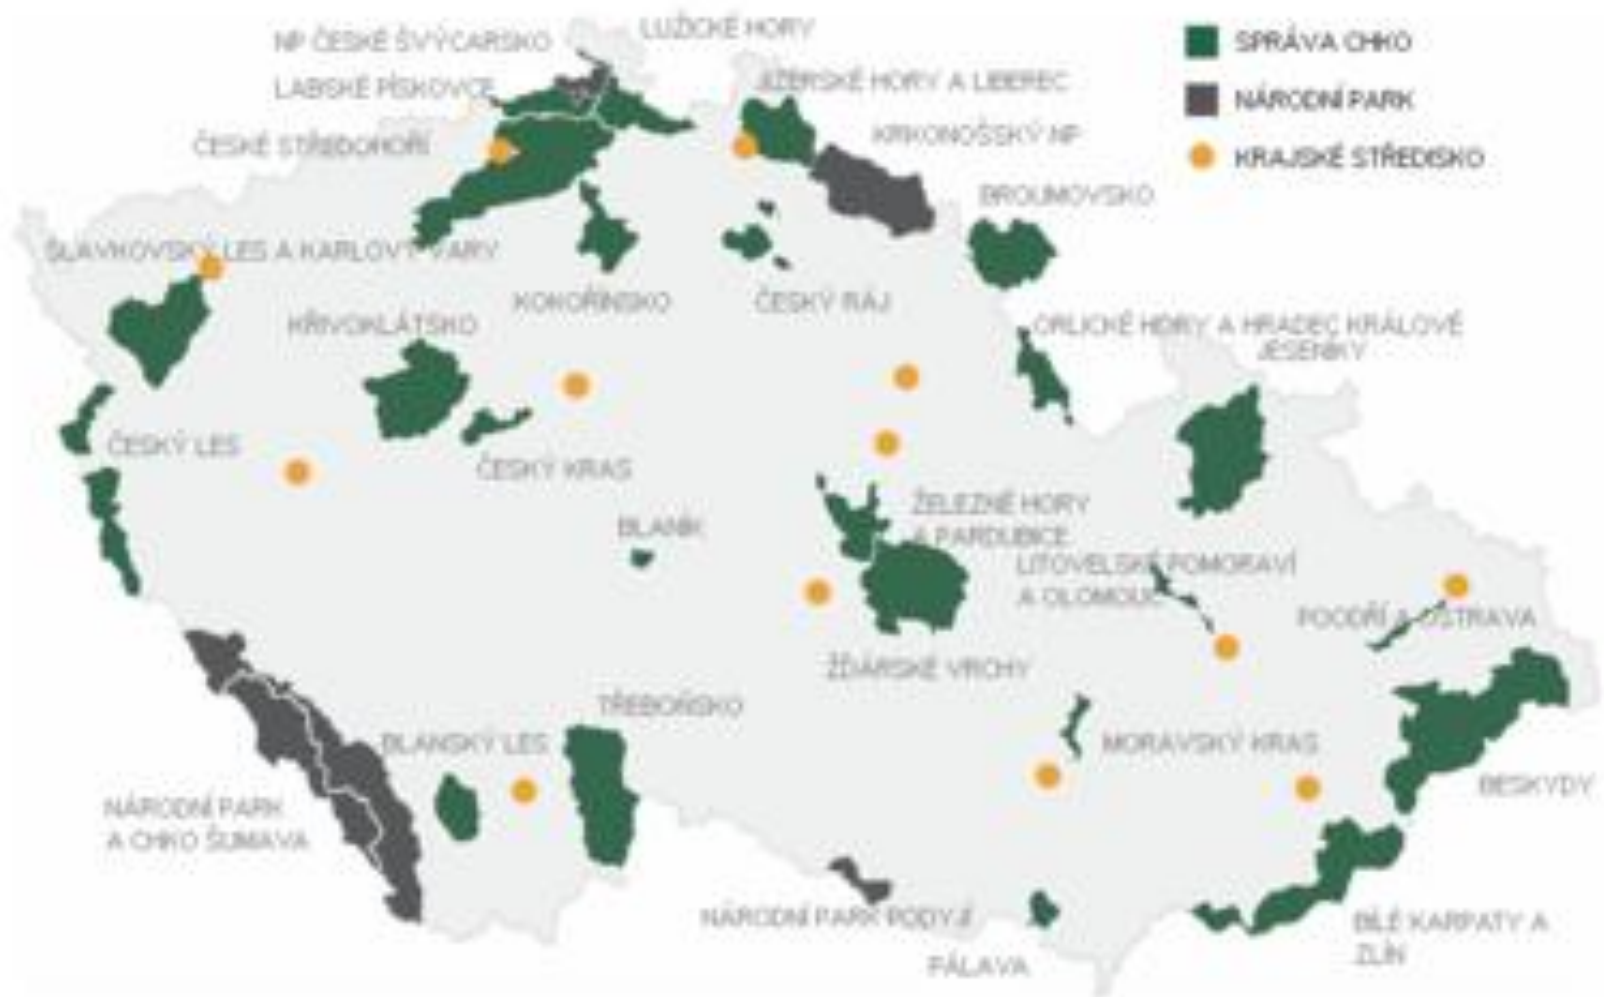 LUŽICKÉ HORY
NP ČESKÉ ŠVÝCARSKO
SPRÁVA CHKO
LABSKÉ PÍSKOVCE
JIZERSKÉ HORY A LIBEREC
NÁRODNÍ PARK
ČESKÉ STŘEDOHOŘÍ
KRKONOŠSKÝ NP
KRAJSKÉ STŘEDISKO
BROUMOVSKO
SLAVKOVSKÝ LES A KARLOVY VARY
KOKOŘÍNSKO
ČESKÝ RÁJ
KŘIVOKLÁTSKO
ORLICKÉ HORY A HRADEC KRÁLOVÉ
JESENÍKY
ČESKÝ LES
ČESKÝ KRAS
BLANÍK
ŽELEZNÉ HORY
A PARDUBICE
LITOVELSKÉ POMORAVÍ
A OLOMOUC
POODŘÍ A OSTRAVA
ŽĎÁRSKÉ VRCHY
TŘEBOŇSKO
BLANSKÝ LES
MORAVSKÝ KRAS
BESKYDY
NÁRODNÍ PARK
A CHKO ŠUMAVA
NÁRODNÍ PARK PODYJÍ
PÁLAVA
BÍLÉ KARPATY A
ZLÍN